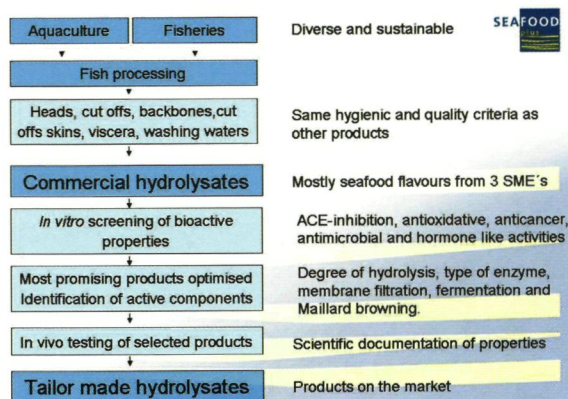 Aquaculture
Fisheries
Diverse and sustainable
SEAFOOD
plus
Fish processing
Heads, cut offs, backbones,cut
offs skins, viscera, washing waters
Same hygienic and quality criteria as
other products
Commercial hydrolysates
Mostly seafood flavours from 3 SME´s
In vitro screening of bioactive
properties
ACE-inhibition, antioxidative, anticancer,
antimicrobial and hormone like activities
Most promising products optimised
Identification of active components
Degree of hydrolysis, type of enzyme,
membrane filtration, fermentation and
Maillard browning.
In vivo testing of selected products
Scientific documentation of properties
Tailor made hydrolysates
Products on the market